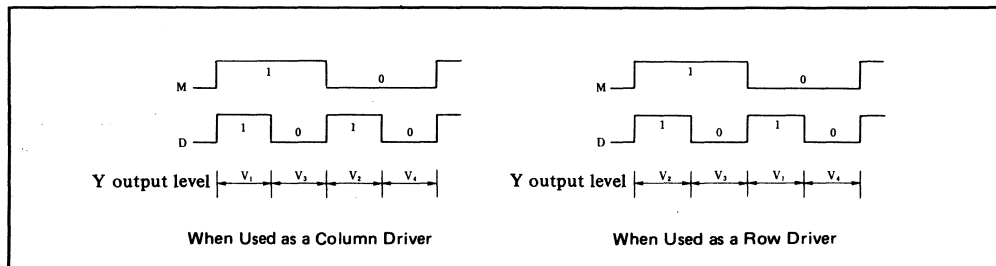 M 1 0
D 1 0 1 0
Y output level V₁ V₃ V₂ V₄
When Used as a Column Driver
M 1 0
D 1 0 1 0
Y output level V₂ V₃ V₁ V₄
When Used as a Row Driver